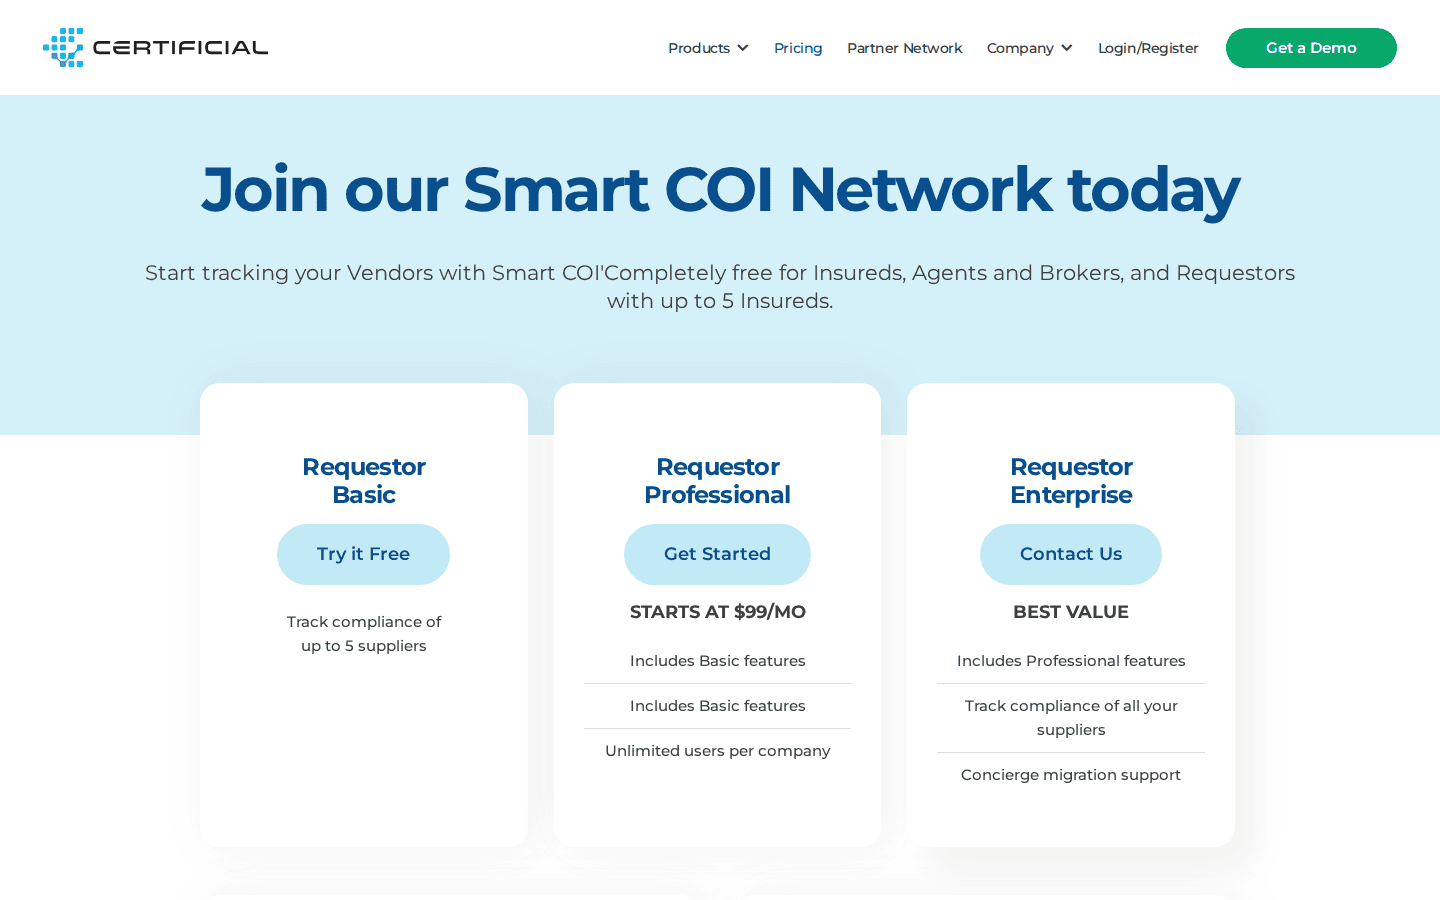 CERTIFICIAL
Products
Pricing
Partner Network
Company
Login/Register
Get a Demo
Join our Smart COI Network today
Start tracking your Vendors with Smart COI'Completely free for Insureds, Agents and Brokers, and Requestors
with up to 5 Insureds.
Requestor
Basic
Try it Free
Track compliance of
up to 5 suppliers
Requestor
Professional
Get Started
STARTS AT $99/MO
Includes Basic features
Includes Basic features
Unlimited users per company
Requestor
Enterprise
Contact Us
BEST VALUE
Includes Professional features
Track compliance of all your
suppliers
Concierge migration support